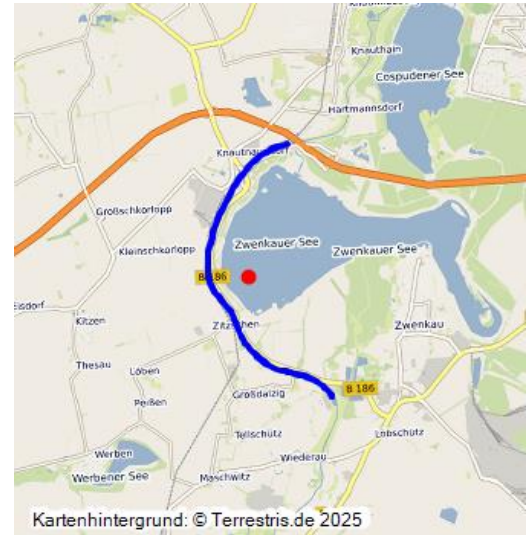 Knauthain
Cospudener See
Hartmannsdorf
Großschkorlopp
Zwenkauer See
Kleinschkorlopp
Zwenkauer See
B 186
Eisdorf
Kitzen
Zitzschen
Zwenkau
Thesau
Löben
B 186
Großdalzig
Peißen
Tellschütz
Löbschütz
Werben
Wiederau
Werbener See
Maschwitz
Kartenhintergrund: © Terrestris.de 2025